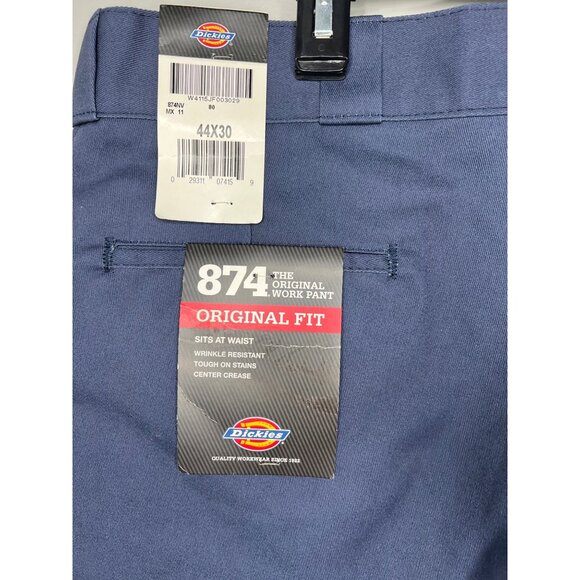 Dickies
W4115JF003029
874NV 80
MX 11
44X30
0 29311 07415 9
874® THE ORIGINAL WORK PANT
ORIGINAL FIT
SITS AT WAIST
WRINKLE RESISTANT
TOUGH ON STAINS
CENTER CREASE
Dickies
QUALITY WORKWEAR SINCE 1922